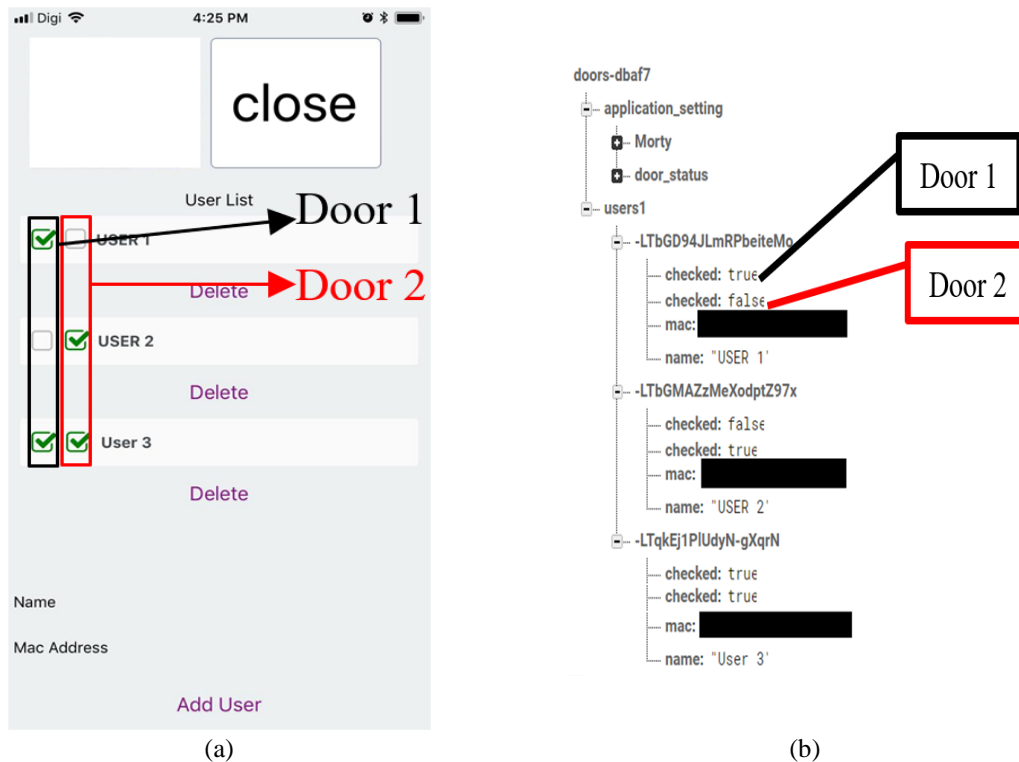 Digi 4:25 PM
close
User List
Door 1
USER 1
Delete
Door 2
USER 2
Delete
User 3
Delete
Name
Mac Address
Add User
(a)
doors-dbaf7
application_setting
Morty
door_status
users1
-LTbGD94JLmRPbeiteMo
checked: true
checked: false
mac:
name: "USER 1'
Door 1
Door 2
-LTbGMAZzMeXodptZ97x
checked: false
checked: true
mac:
name: "USER 2'
-LTqkEj1PlUdyN-gXqrN
checked: true
checked: true
mac:
name: "User 3'
(b)